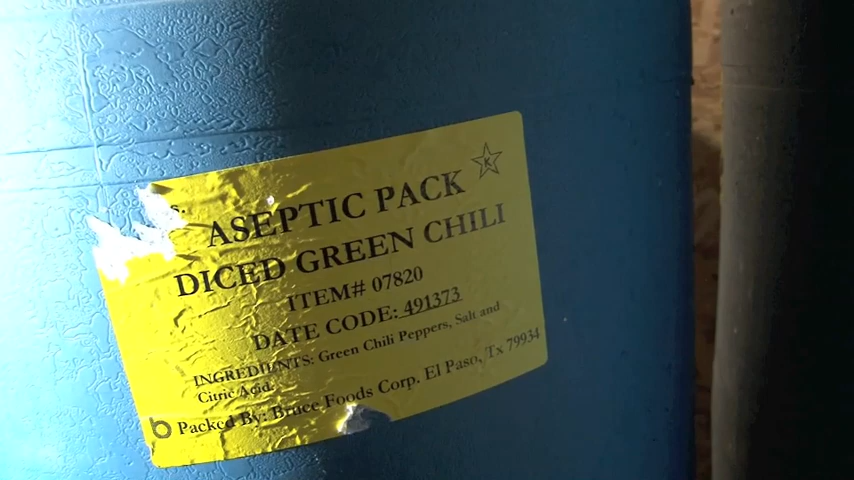 s.
K
ASEPTIC PACK
DICED GREEN CHILI
ITEM# 07820
DATE CODE: 491373
INGREDIENTS: Green Chili Peppers, Salt and
Citric Acid.
b Packed By: Bruce Foods Corp. El Paso, Tx 79934